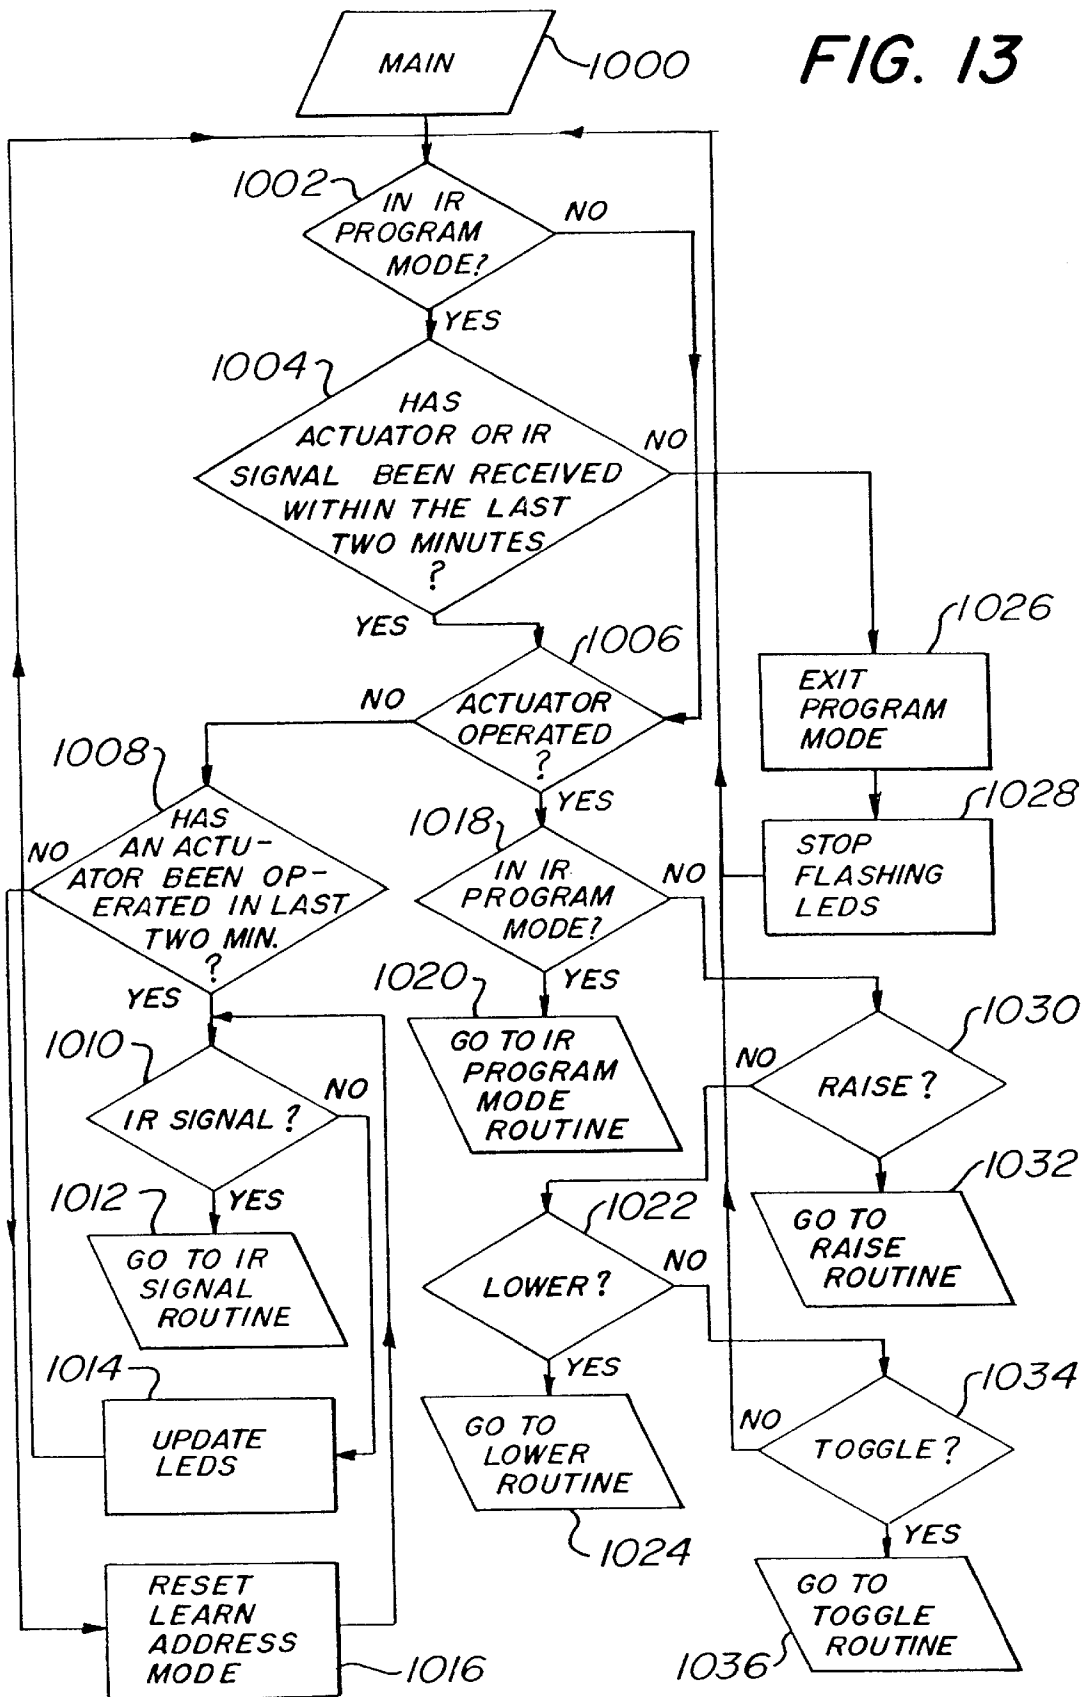 FIG. 13
MAIN
1000
1002
IN IR
PROGRAM
MODE?
NO
YES
1004
HAS
ACTUATOR OR IR
SIGNAL BEEN RECEIVED
WITHIN THE LAST
TWO MINUTES
?
NO
YES
1006
ACTUATOR
OPERATED
?
NO
YES
1026
EXIT
PROGRAM
MODE
1028
STOP
FLASHING
LEDS
1008
HAS
AN ACTU-
ATOR BEEN OP-
ERATED IN LAST
TWO MIN.
?
NO
YES
1018
IN IR
PROGRAM
MODE?
NO
YES
1020
GO TO IR
PROGRAM
MODE
ROUTINE
1030
RAISE?
NO
YES
1032
GO TO
RAISE
ROUTINE
1010
IR SIGNAL?
NO
YES
1012
GO TO IR
SIGNAL
ROUTINE
1022
LOWER?
NO
YES
GO TO
LOWER
ROUTINE
1024
1014
UPDATE
LEDS
1034
TOGGLE?
NO
YES
GO TO
TOGGLE
ROUTINE
1036
RESET
LEARN
ADDRESS
MODE
1016